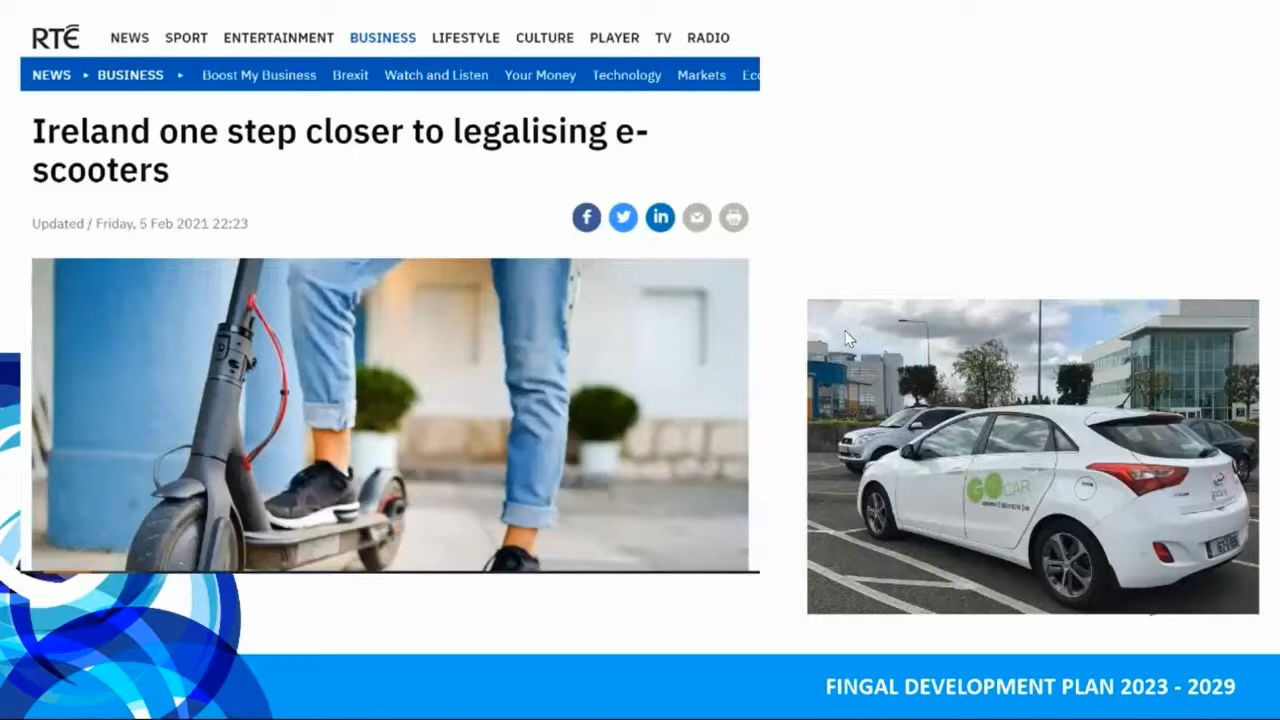 RTÉ NEWS SPORT ENTERTAINMENT BUSINESS LIFESTYLE CULTURE PLAYER TV RADIO
NEWS ▸ BUSINESS ▸ Boost My Business Brexit Watch and Listen Your Money Technology Markets
Ireland one step closer to legalising e-
scooters
Updated / Friday, 5 Feb 2021 22:23
f in
GOCAR
FINGAL DEVELOPMENT PLAN 2023 - 2029